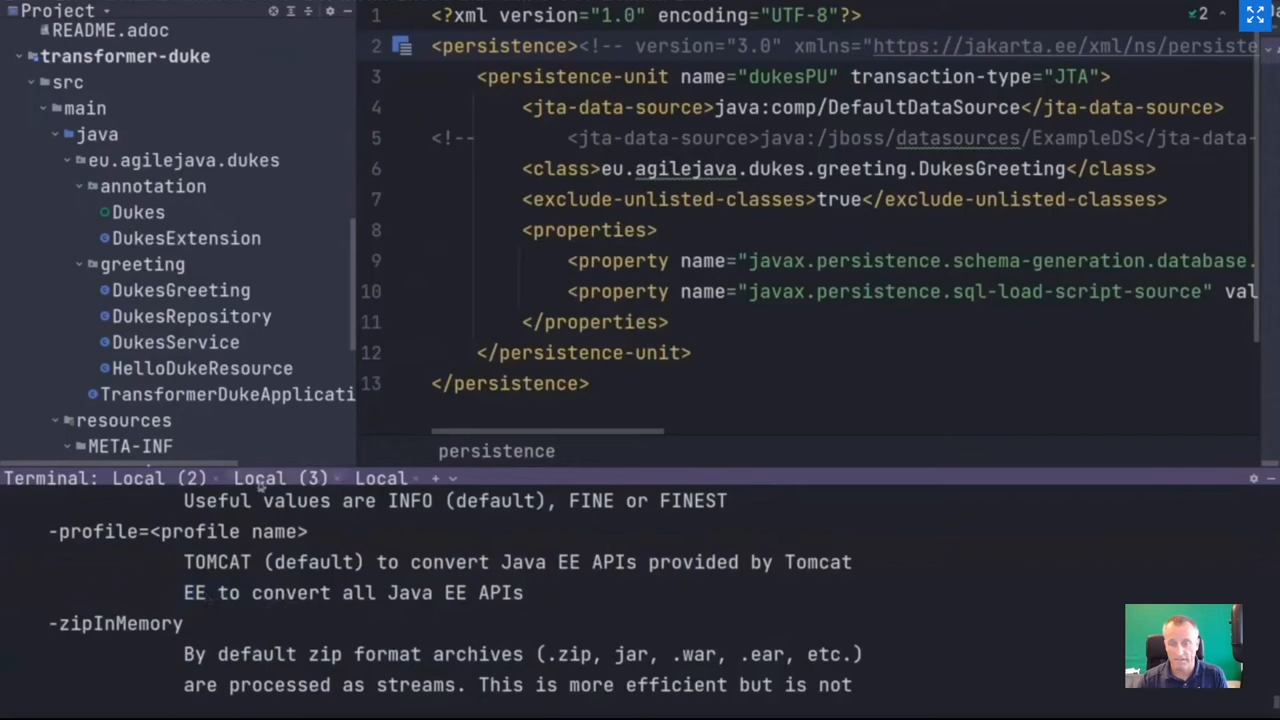 Project
README.adoc
transformer-duke
src
main
java
eu.agilejava.dukes
annotation
Dukes
DukesExtension
greeting
DukesGreeting
DukesRepository
DukesService
HelloDukeResource
TransformerDukeApplicati
resources
META-INF
1 <?xml version="1.0" encoding="UTF-8"?>
2 <persistence><!-- version="3.0" xmlns="https://jakarta.ee/xml/ns/persiste
3 <persistence-unit name="dukesPU" transaction-type="JTA">
4 <jta-data-source>java:comp/DefaultDataSource</jta-data-source>
5 <!-- <jta-data-source>java:/jboss/datasources/ExampleDS</jta-data-
6 <class>eu.agilejava.dukes.greeting.DukesGreeting</class>
7 <exclude-unlisted-classes>true</exclude-unlisted-classes>
8 <properties>
9 <property name="javax.persistence.schema-generation.database.
10 <property name="javax.persistence.sql-load-script-source" val
11 </properties>
12 </persistence-unit>
13 </persistence>
2
persistence
Terminal: Local (2) Local (3) Local
Useful values are INFO (default), FINE or FINEST
-profile=<profile name>
TOMCAT (default) to convert Java EE APIs provided by Tomcat
EE to convert all Java EE APIs
-zipInMemory
By default zip format archives (.zip, jar, .war, .ear, etc.)
are processed as streams. This is more efficient but is not